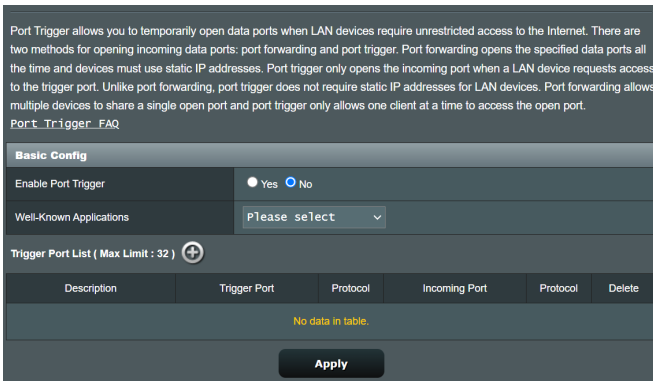 Port Trigger allows you to temporarily open data ports when LAN devices require unrestricted access to the Internet. There are
two methods for opening incoming data ports: port forwarding and port trigger. Port forwarding opens the specified data ports all
the time and devices must use static IP addresses. Port trigger only opens the incoming port when a LAN device requests access
to the trigger port. Unlike port forwarding, port trigger does not require static IP addresses for LAN devices. Port forwarding allows
multiple devices to share a single open port and port trigger only allows one client at a time to access the open port.
Port Trigger FAQ
Basic Config
Enable Port Trigger Yes No
Well-Known Applications Please select
Trigger Port List ( Max Limit : 32 )
Description Trigger Port Protocol Incoming Port Protocol Delete
No data in table.
Apply